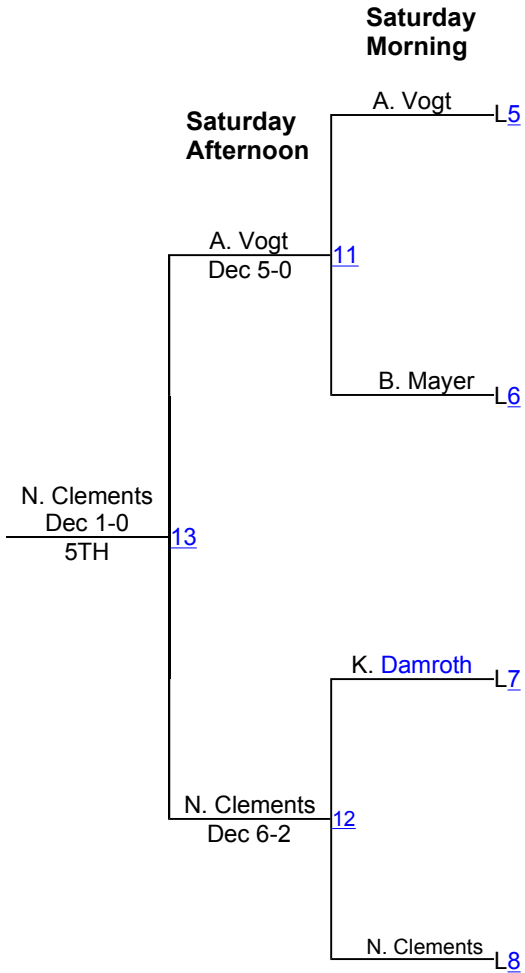 Saturday
Morning
A. Vogt
L5
Saturday
Afternoon
A. Vogt
Dec 5-0
11
B. Mayer
L6
N. Clements
Dec 1-0
5TH
13
K. Damroth
L7
N. Clements
Dec 6-2
12
N. Clements
L8